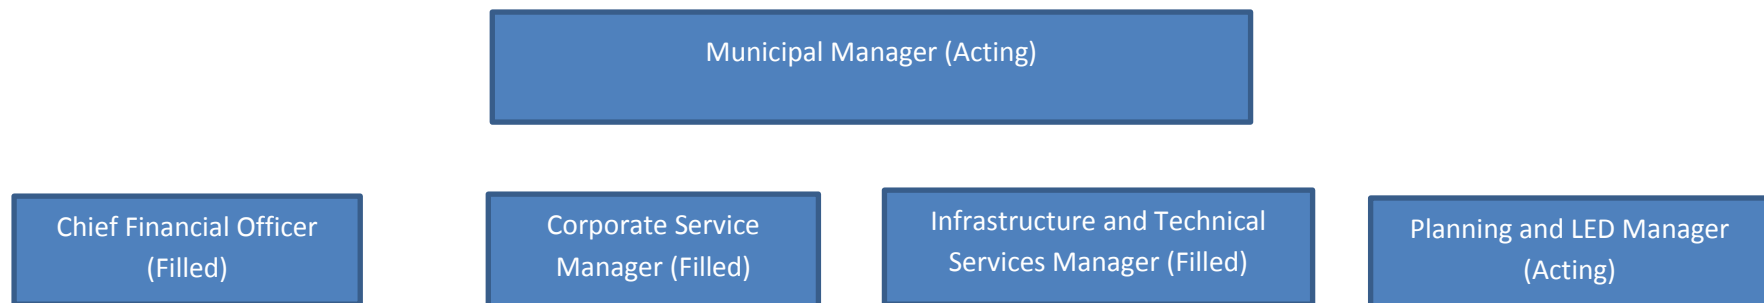 Municipal Manager (Acting)
Chief Financial Officer
(Filled)
Corporate Service
Manager (Filled)
Infrastructure and Technical
Services Manager (Filled)
Planning and LED Manager
(Acting)